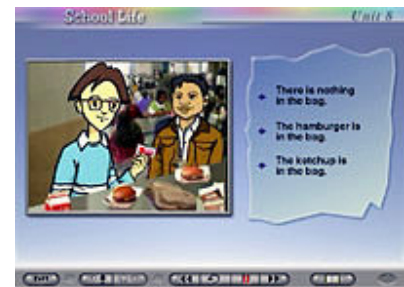 School Life
Unit 8
There is nothing
in the bag.
The hamburger is
in the bag.
The ketchup is
in the bag.